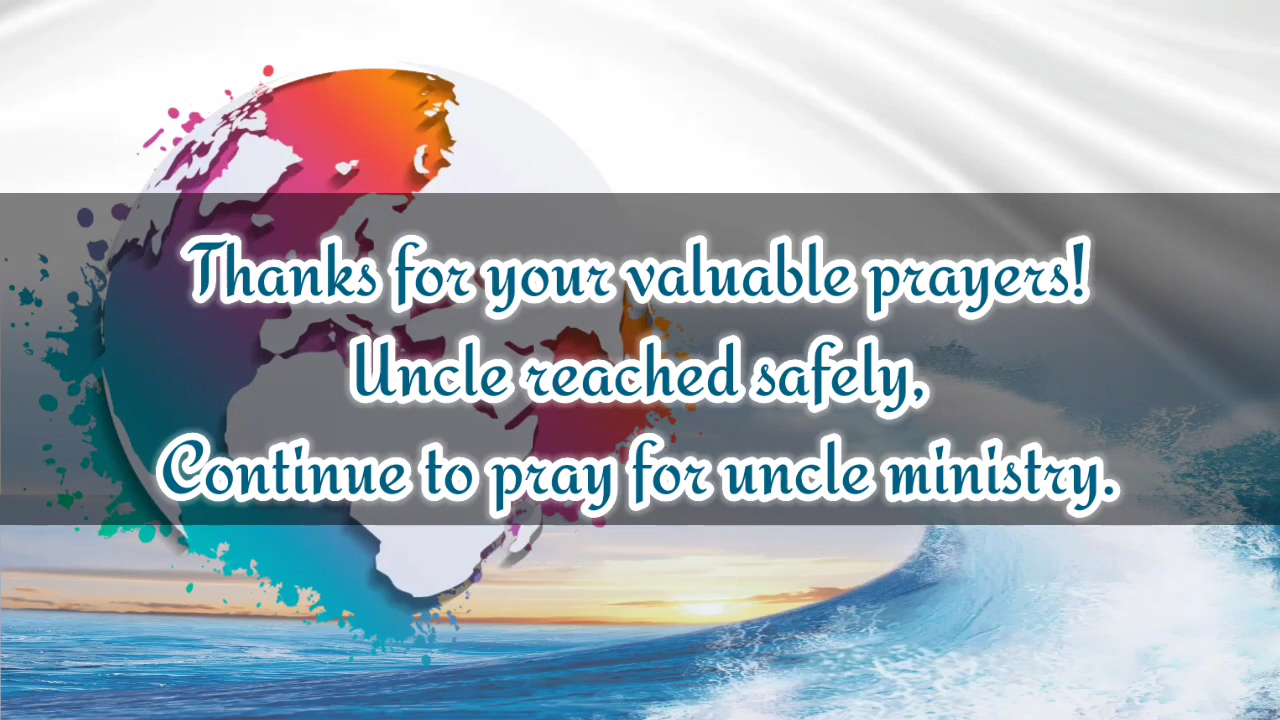 Thanks for your valuable prayers!
Uncle reached safely,
Continue to pray for uncle ministry.